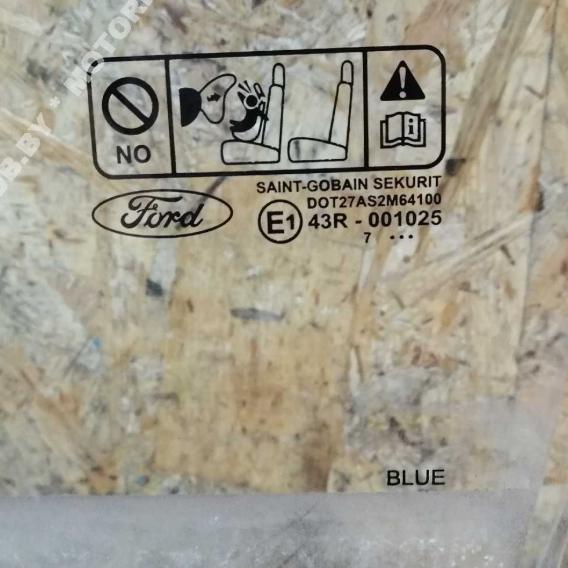 NO
i
Ford
SAINT-GOBAIN SEKURIT
DOT27AS2M64100
E1 43R - 001025
7 ...
BLUE